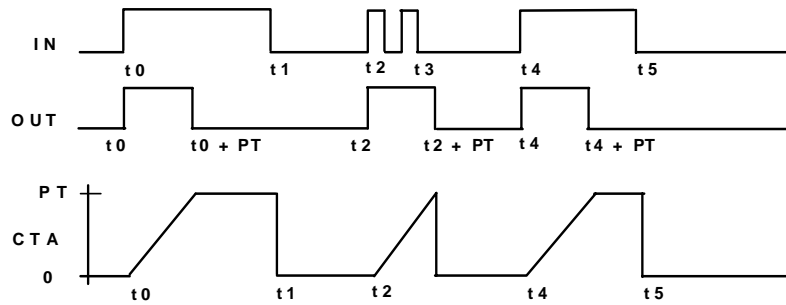 IN
t0 t1 t2 t3 t4 t5
OUT
t0 t0 + PT t2 t2 + PT t4 t4 + PT
PT
CTA
0
t0 t1 t2 t4 t5